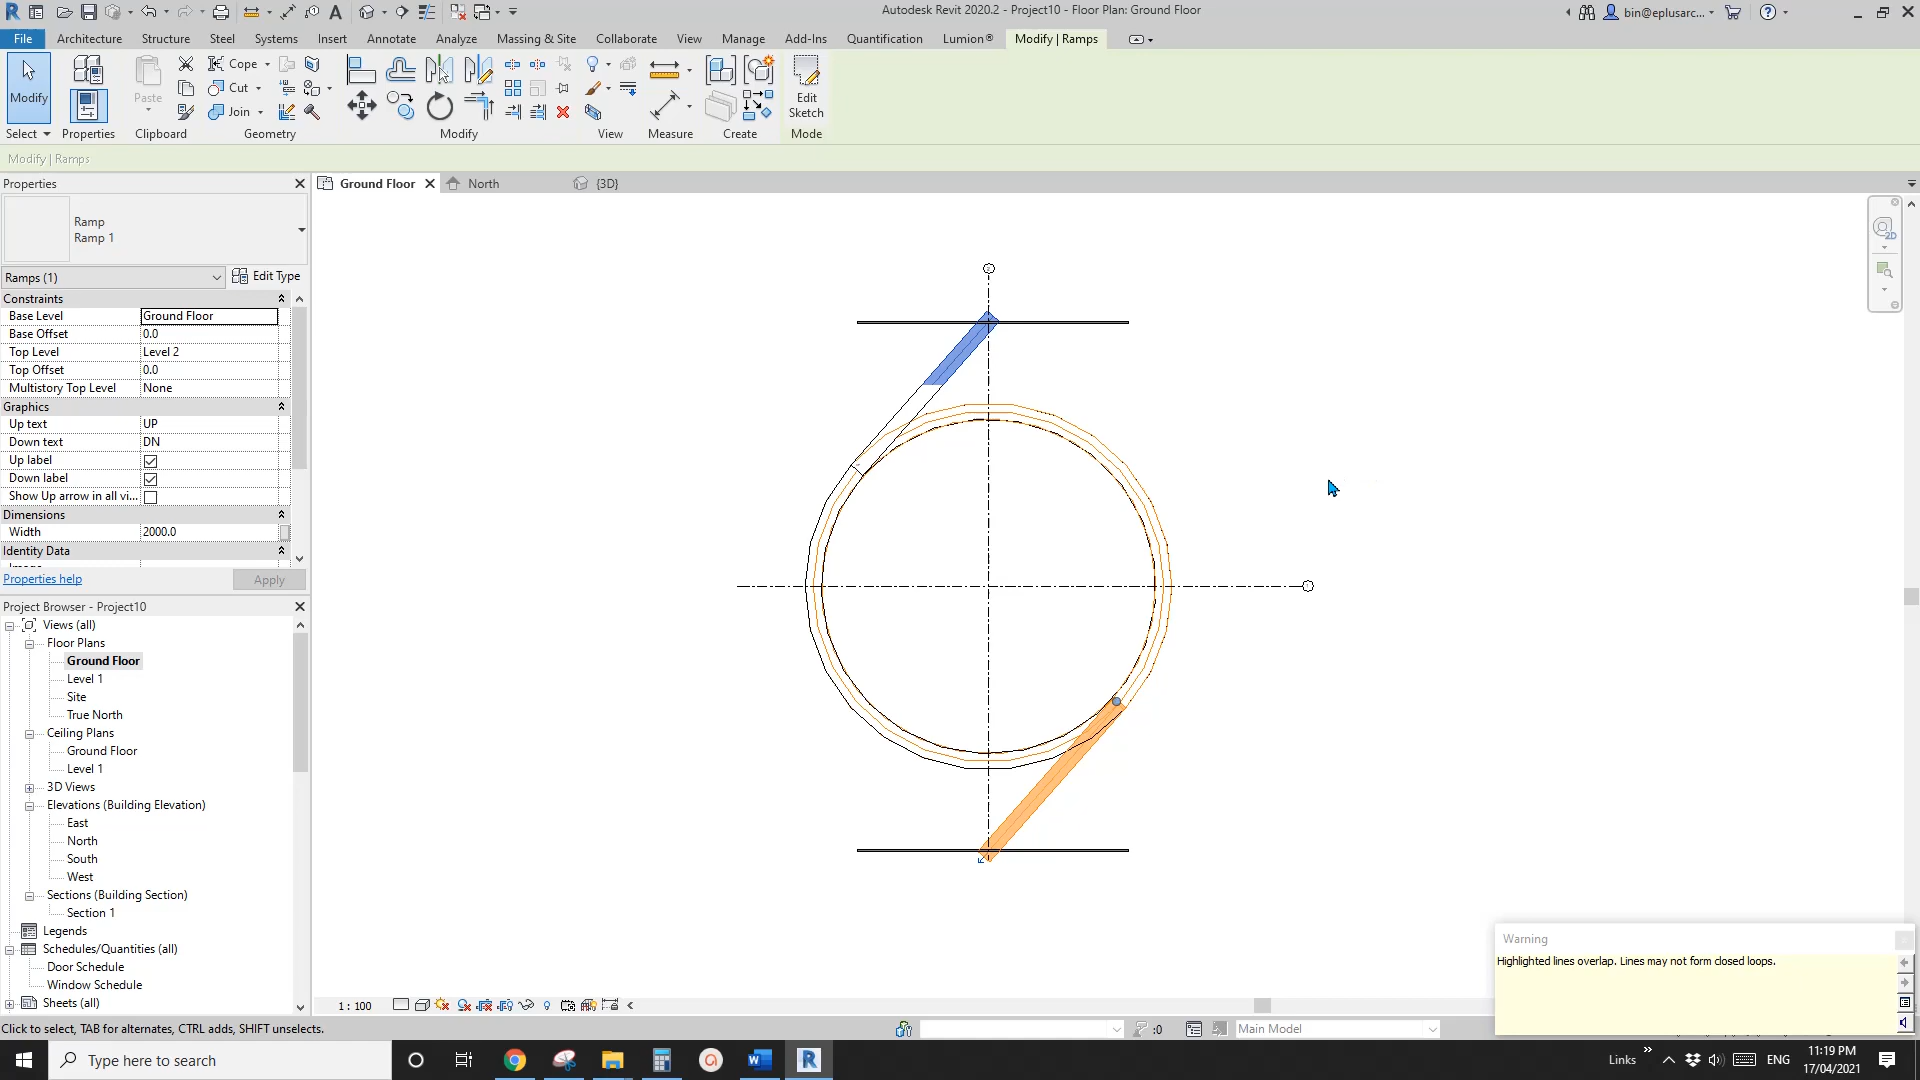 Autodesk Revit 2020.2 - Project10 - Floor Plan: Ground Floor
bin@eplusarc...
File Architecture Structure Steel Systems Insert Annotate Analyze Massing & Site Collaborate View Manage Add-Ins Quantification Lumion® Modify | Ramps
Modify
Paste
Cope
Cut
Join
Edit
Sketch
Select Properties Clipboard Geometry Modify View Measure Create Mode
Modify | Ramps
Properties
Ground Floor
North
{3D}
Ramp
Ramp 1
Ramps (1)
Edit Type
Constraints
Base Level Ground Floor
Base Offset 0.0
Top Level Level 2
Top Offset 0.0
Multistory Top Level None
Graphics
Up text UP
Down text DN
Up label
Down label
Show Up arrow in all vi...
Dimensions
Width 2000.0
Identity Data
Properties help
Apply
Project Browser - Project10
Views (all)
Floor Plans
Ground Floor
Level 1
Site
True North
Ceiling Plans
Ground Floor
Level 1
3D Views
Elevations (Building Elevation)
East
North
South
West
Sections (Building Section)
Section 1
Legends
Schedules/Quantities (all)
Door Schedule
Window Schedule
Sheets (all)
2D
Warning
Highlighted lines overlap. Lines may not form closed loops.
1 : 100
Click to select, TAB for alternates, CTRL adds, SHIFT unselects.
:0
Main Model
Type here to search
Links
ENG
11:19 PM
17/04/2021